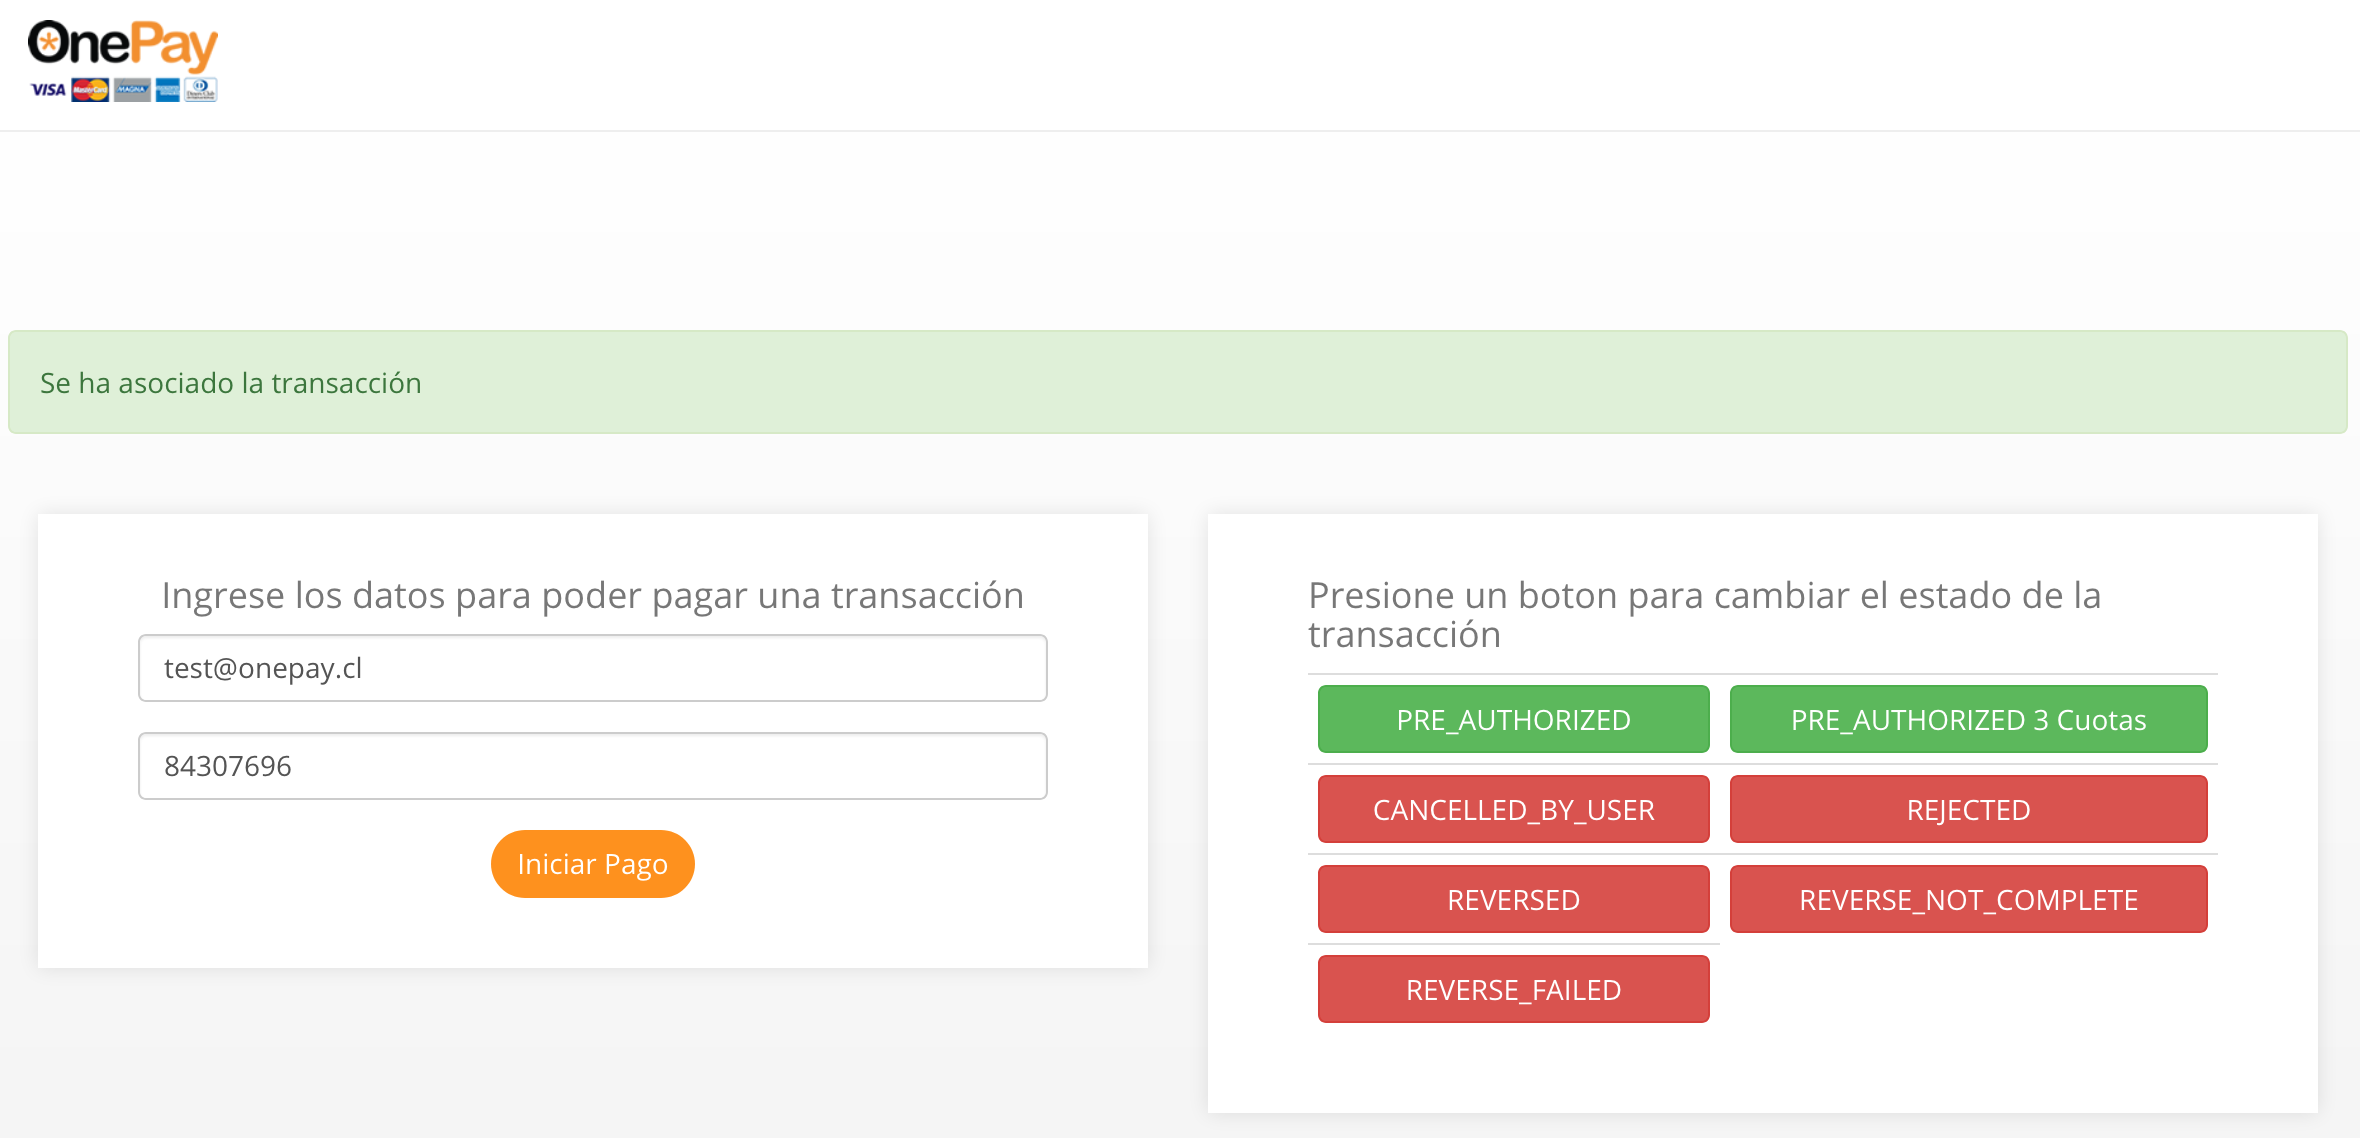 OnePay
VISA MasterCard MAGNA
Se ha asociado la transacción
Ingrese los datos para poder pagar una transacción
test@onepay.cl
84307696
Iniciar Pago
Presione un boton para cambiar el estado de la
transacción
PRE_AUTHORIZED PRE_AUTHORIZED 3 Cuotas
CANCELLED_BY_USER REJECTED
REVERSED REVERSE_NOT_COMPLETE
REVERSE_FAILED